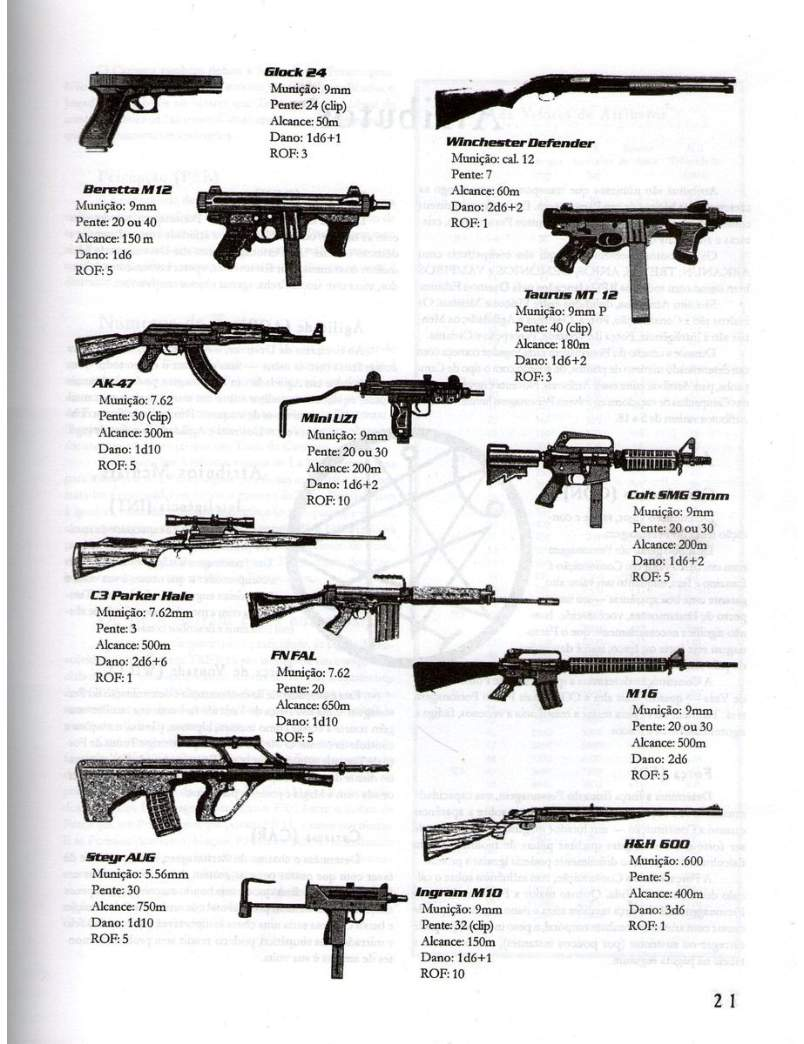 Glock 24
Munição: 9mm
Pente: 24 (clip)
Alcance: 50m
Dano: 1d6+1
ROF: 3
Winchester Defender
Munição: cal. 12
Pente: 7
Alcance: 60m
Dano: 2d6+2
ROF: 1
Beretta M12
Munição: 9mm
Pente: 20 ou 40
Alcance: 150 m
Dano: 1d6
ROF: 5
Taurus MT 12
Munição: 9mm P
Pente: 40 (clip)
Alcance: 180m
Dano: 1d6+2
ROF: 3
AK-47
Munição: 7.62
Pente: 30 (clip)
Alcance: 300m
Dano: 1d10
ROF: 5
Mini UZI
Munição: 9mm
Pente: 20 ou 30
Alcance: 200m
Dano: 1d6+2
ROF: 10
Colt SMG 9mm
Munição: 9mm
Pente: 20 ou 30
Alcance: 200m
Dano: 1d6+2
ROF: 5
C3 Parker Hale
Munição: 7.62mm
Pente: 3
Alcance: 500m
Dano: 2d6+6
ROF: 1
FN FAL
Munição: 7.62
Pente: 20
Alcance: 650m
Dano: 1d10
ROF: 5
M16
Munição: 9mm
Pente: 20 ou 30
Alcance: 500m
Dano: 2d6
ROF: 5
Steyr AUG
Munição: 5.56mm
Pente: 30
Alcance: 750m
Dano: 1d10
ROF: 5
H&H 600
Munição: .600
Pente: 5
Alcance: 400m
Dano: 3d6
ROF: 1
Ingram M10
Munição: 9mm
Pente: 32 (clip)
Alcance: 150m
Dano: 1d6+1
ROF: 10
21